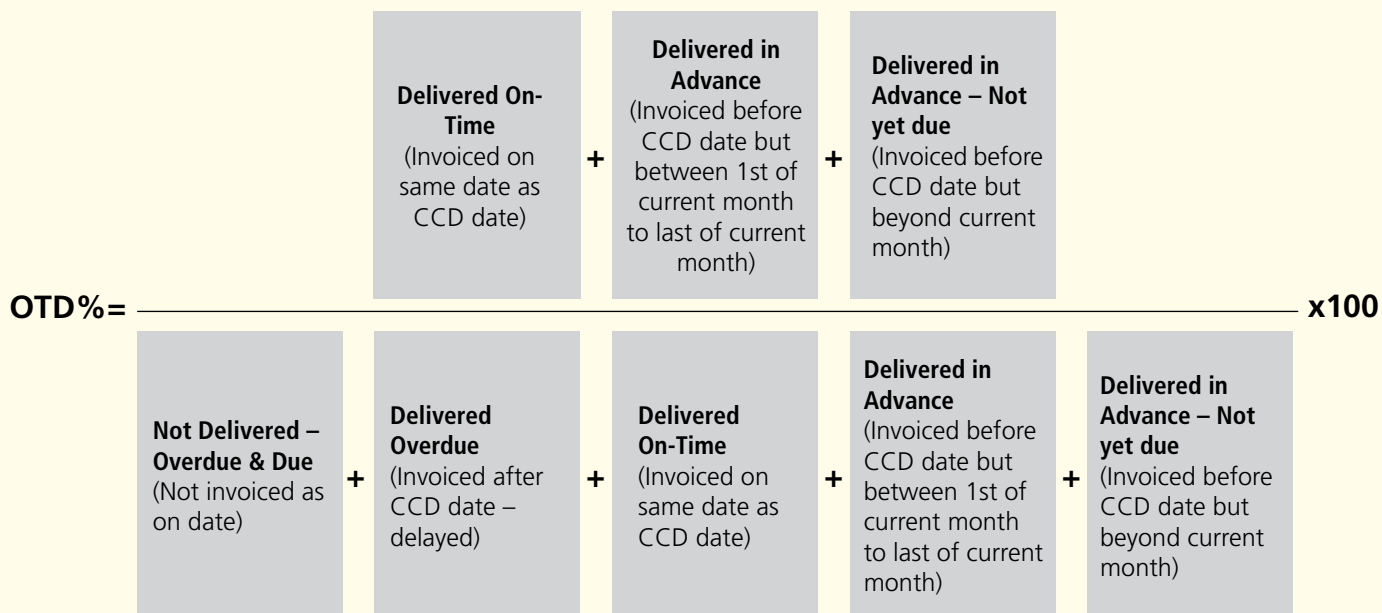 Delivered On-
Time
(Invoiced on
same date as
CCD date)
+
Delivered in
Advance
(Invoiced before
CCD date but
between 1st of
current month
to last of current
month)
+
Delivered in
Advance – Not
yet due
(Invoiced before
CCD date but
beyond current
month)
OTD%=
x100
Not Delivered –
Overdue & Due
(Not invoiced as
on date)
+
Delivered
Overdue
(Invoiced after
CCD date –
delayed)
+
Delivered
On-Time
(Invoiced on
same date as
CCD date)
+
Delivered in
Advance
(Invoiced before
CCD date but
between 1st of
current month
to last of current
month)
+
Delivered in
Advance – Not
yet due
(Invoiced before
CCD date but
beyond current
month)